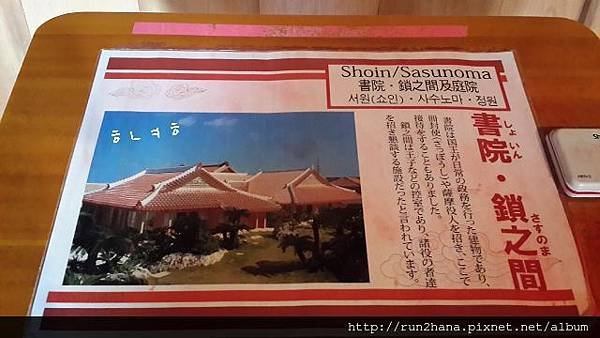 Shoin/Sasunoma
書院・鎖之間及庭院
서원(쇼인)・사수노마・정원
しょいん
書院・鎖之間
さすのま
書院は国王が日常の政務を行った建物であり、
冊封使(さっぽうし)や薩摩役人を招き、ここで
接待をすることもありました。
鎖之間は王子などの控室であり、諸役の者達
を招き懇談する施設だったと言われています。
http://run2hana.pixnet.net/album